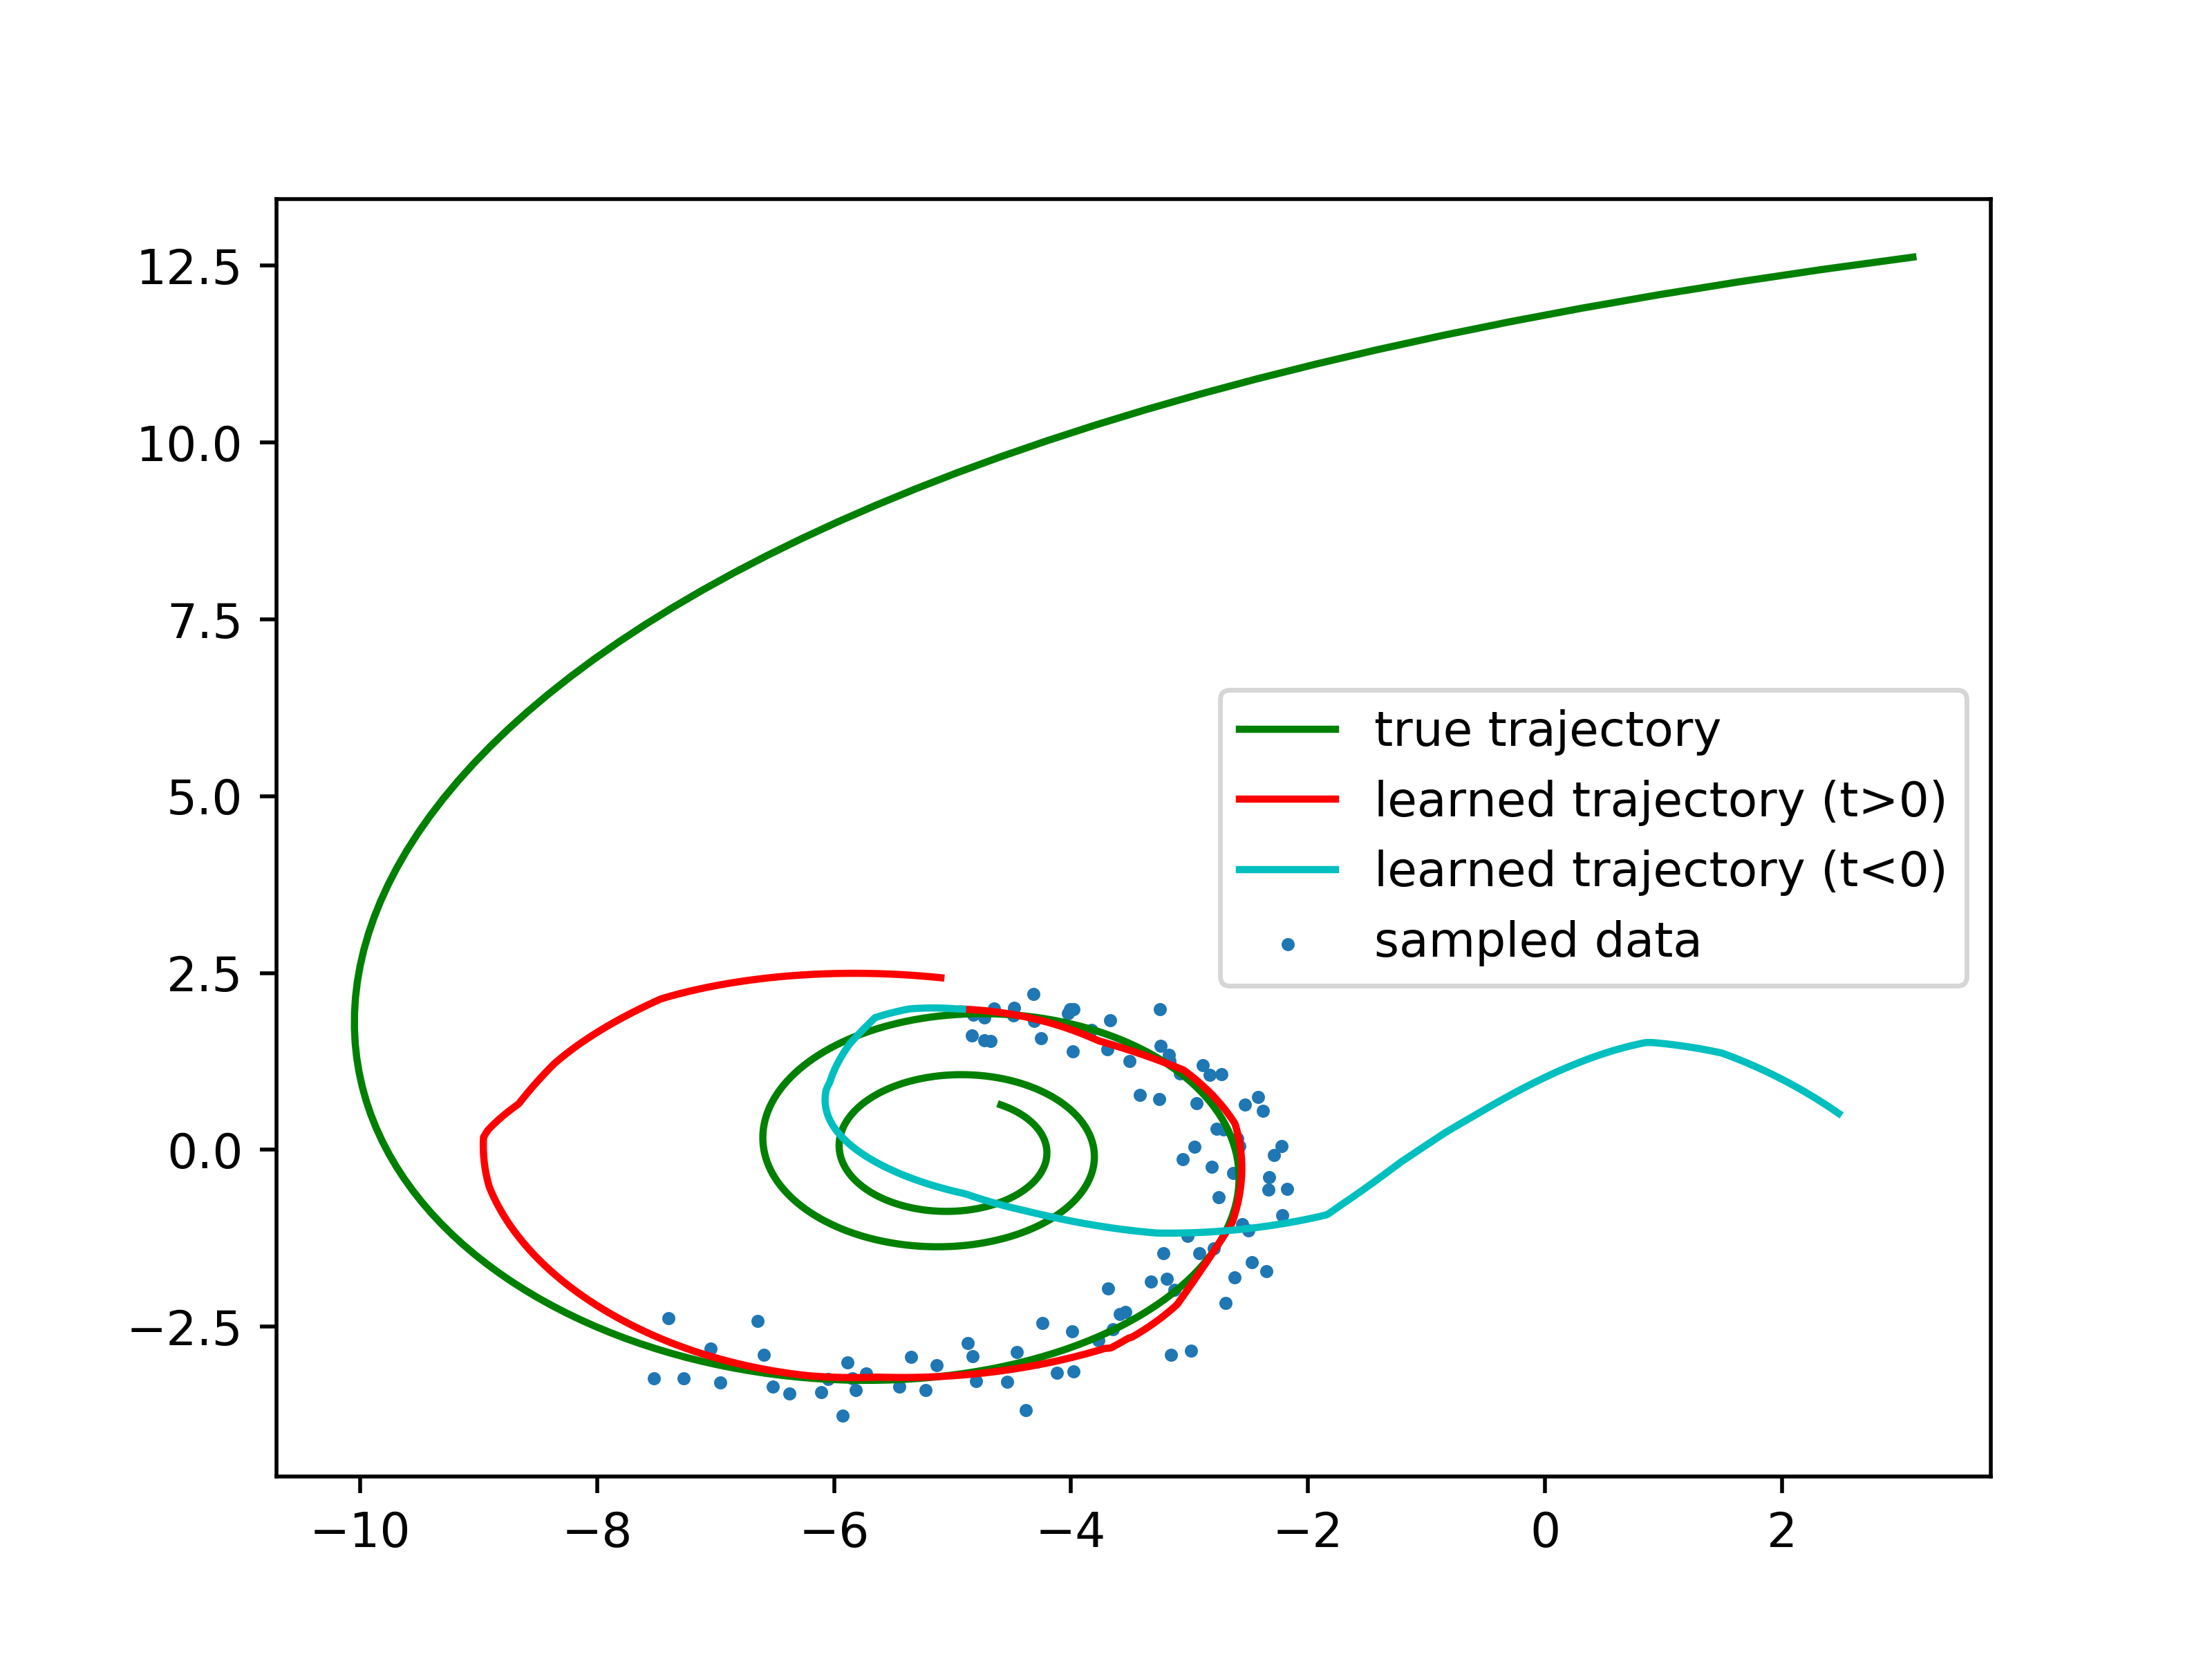 12.5
10.0
7.5
5.0
2.5
0.0
−2.5
−10 −8 −6 −4 −2 0 2
true trajectory
learned trajectory (t>0)
learned trajectory (t<0)
sampled data